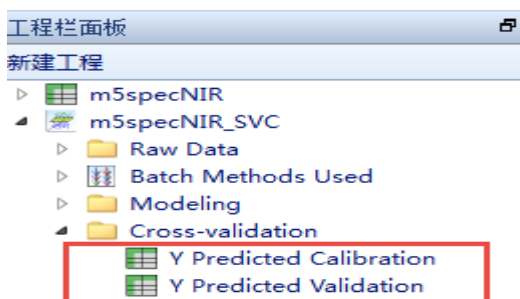 工程栏面板
新建工程
m5specNIR
m5specNIR_SVC
Raw Data
Batch Methods Used
Modeling
Cross-validation
Y Predicted Calibration
Y Predicted Validation